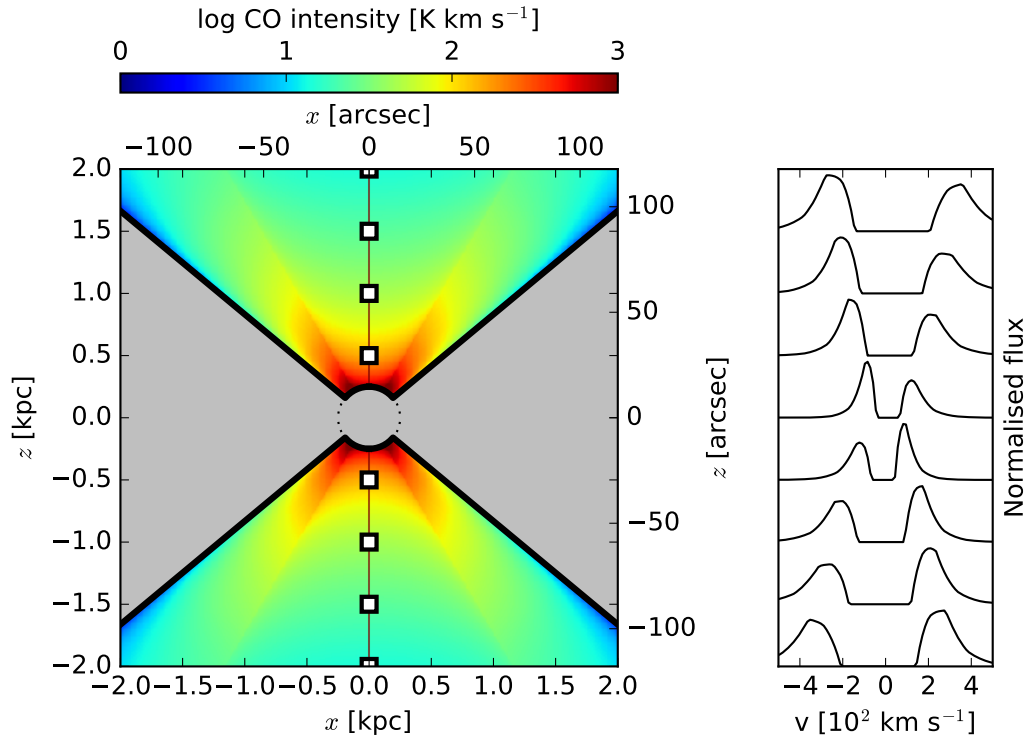 log CO intensity [K km s⁻¹]
0 1 2 3
x [arcsec]
−100 −50 0 50 100
2.0
1.5
1.0
0.5
0.0
−0.5
−1.0
−1.5
−2.0
z [kpc]
−2.0 −1.5 −1.0 −0.5 0.0 0.5 1.0 1.5 2.0
x [kpc]
100
50
0
−50
−100
z [arcsec]
−4 −2 0 2 4
v [10² km s⁻¹]
Normalised flux